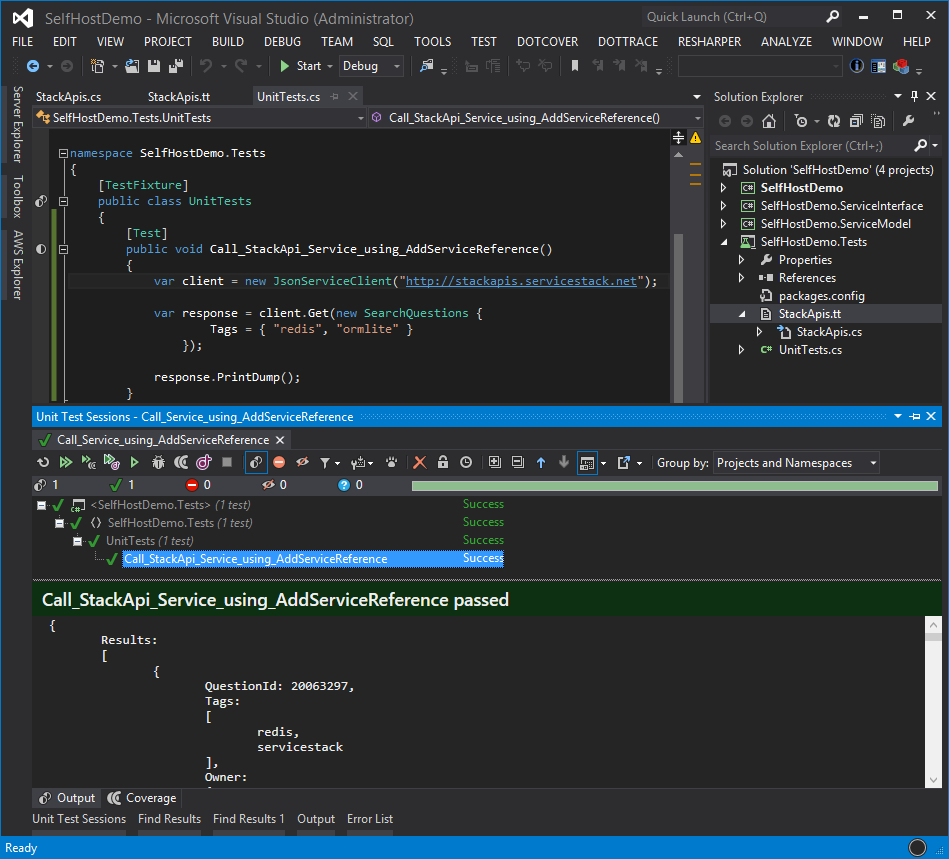 SelfHostDemo - Microsoft Visual Studio (Administrator)
Quick Launch (Ctrl+Q)
FILE EDIT VIEW PROJECT BUILD DEBUG TEAM SQL TOOLS TEST DOTCOVER DOTTRACE RESHARPER ANALYZE WINDOW HELP
Start Debug
Server Explorer
Toolbox
AWS Explorer
StackApis.cs StackApis.tt UnitTests.cs
SelfHostDemo.Tests.UnitTests Call_StackApi_Service_using_AddServiceReference()
namespace SelfHostDemo.Tests
{
[TestFixture]
public class UnitTests
{
[Test]
public void Call_StackApi_Service_using_AddServiceReference()
{
var client = new JsonServiceClient("http://stackapis.servicestack.net");
var response = client.Get(new SearchQuestions {
Tags = { "redis", "ormlite" }
});
response.PrintDump();
}
Solution Explorer
Search Solution Explorer (Ctrl+;)
Solution 'SelfHostDemo' (4 projects)
C# SelfHostDemo
C# SelfHostDemo.ServiceInterface
C# SelfHostDemo.ServiceModel
SelfHostDemo.Tests
Properties
References
packages.config
StackApis.tt
StackApis.cs
C# UnitTests.cs
Unit Test Sessions - Call_Service_using_AddServiceReference
Call_Service_using_AddServiceReference
Group by: Projects and Namespaces
1 1 0 0 0
<SelfHostDemo.Tests> (1 test) Success
SelfHostDemo.Tests (1 test) Success
UnitTests (1 test) Success
Call_StackApi_Service_using_AddServiceReference Success
Call_StackApi_Service_using_AddServiceReference passed
{
Results:
[
{
QuestionId: 20063297,
Tags:
[
redis,
servicestack
],
Owner:
Output Coverage
Unit Test Sessions Find Results Find Results 1 Output Error List
Ready